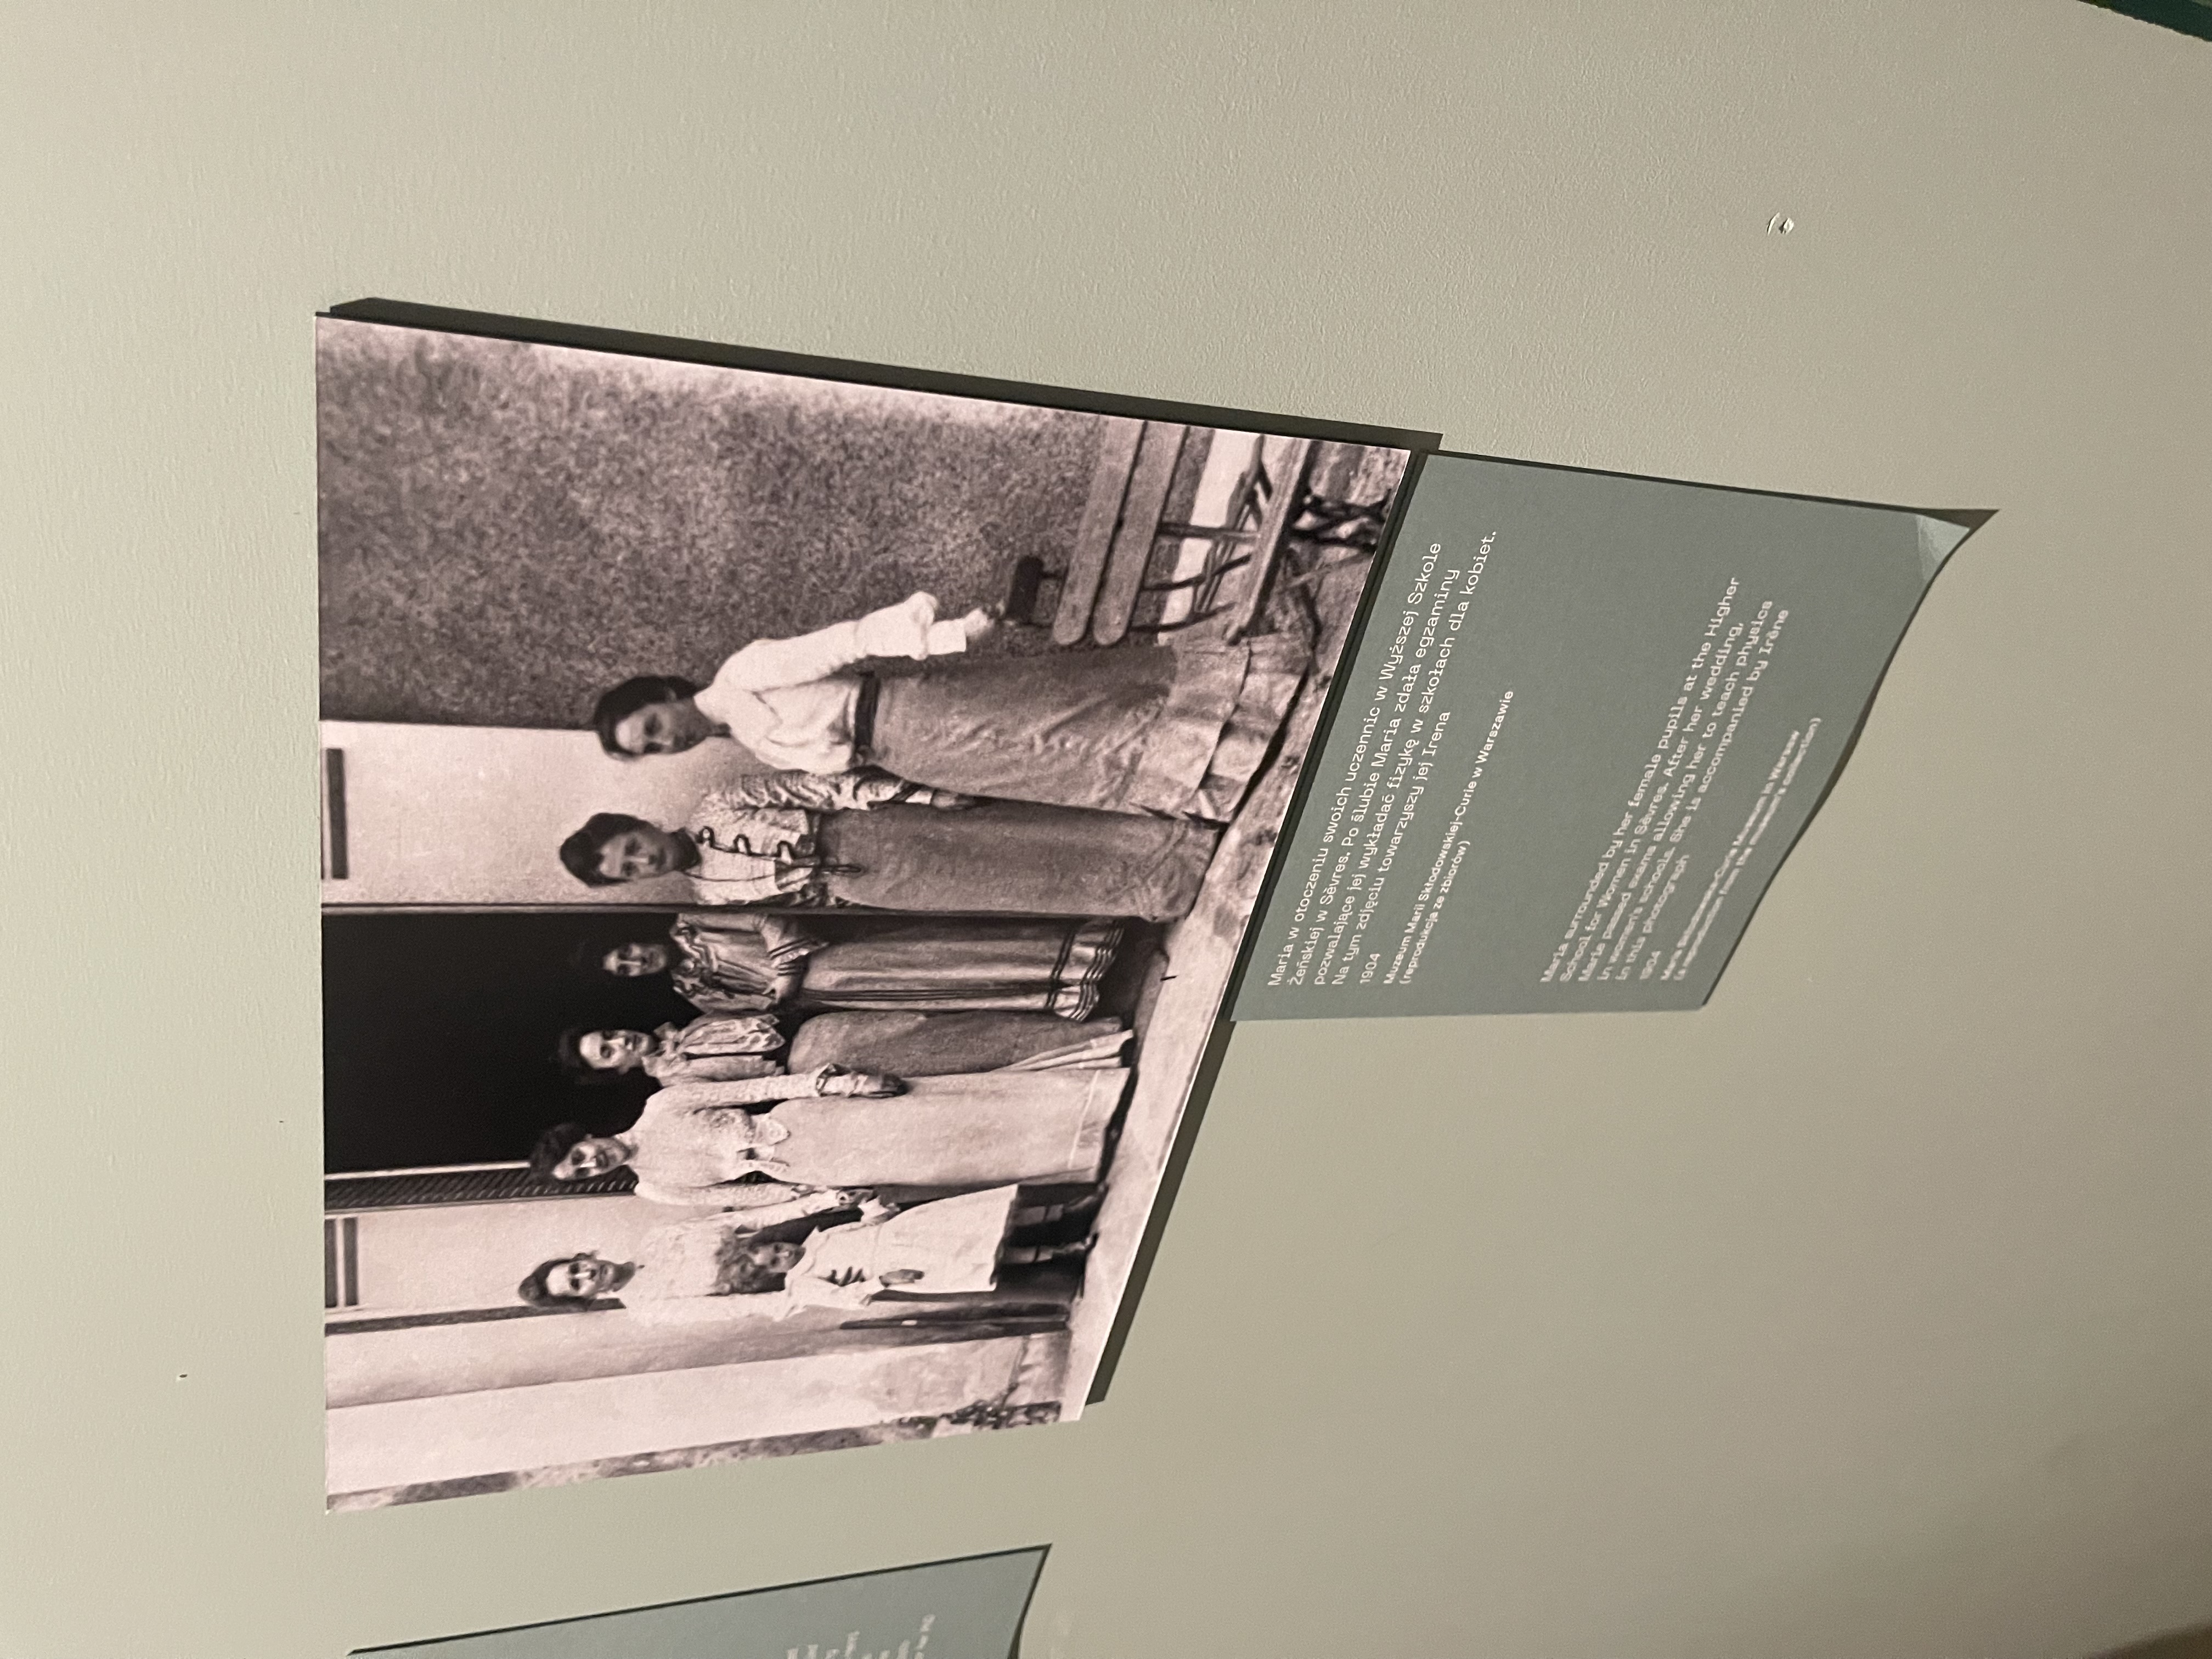 Maria w otoczeniu swoich uczennic w Wyższej Szkole
Żeńskiej w Sèvres. Po ślubie Maria zdała egzaminy
pozwalające jej wykładać fizykę w szkołach dla kobiet.
Na tym zdjęciu towarzyszy jej Irena
1904
Muzeum Marii Skłodowskiej-Curie w Warszawie
(reprodukcja ze zbiorów)
Maria surrounded by her female pupils at the Higher
School for Women in Sèvres. After her wedding,
Marie passed exams allowing her to teach physics
in women's schools. She is accompanied by Irène
in this photograph
1904
Maria Skłodowska-Curie Museum in Warsaw
(a reproduction from the museum's collection)